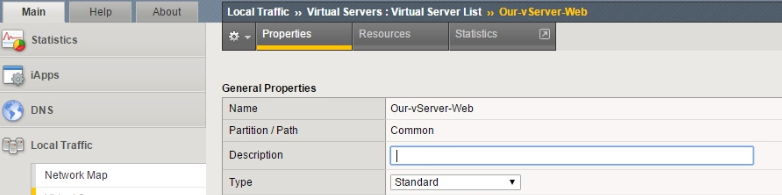 Main Help About
Local Traffic ›› Virtual Servers : Virtual Server List ›› Our-vServer-Web
Properties Resources Statistics
Statistics
iApps
DNS
Local Traffic
Network Map
General Properties
Name Our-vServer-Web
Partition / Path Common
Description
Type Standard